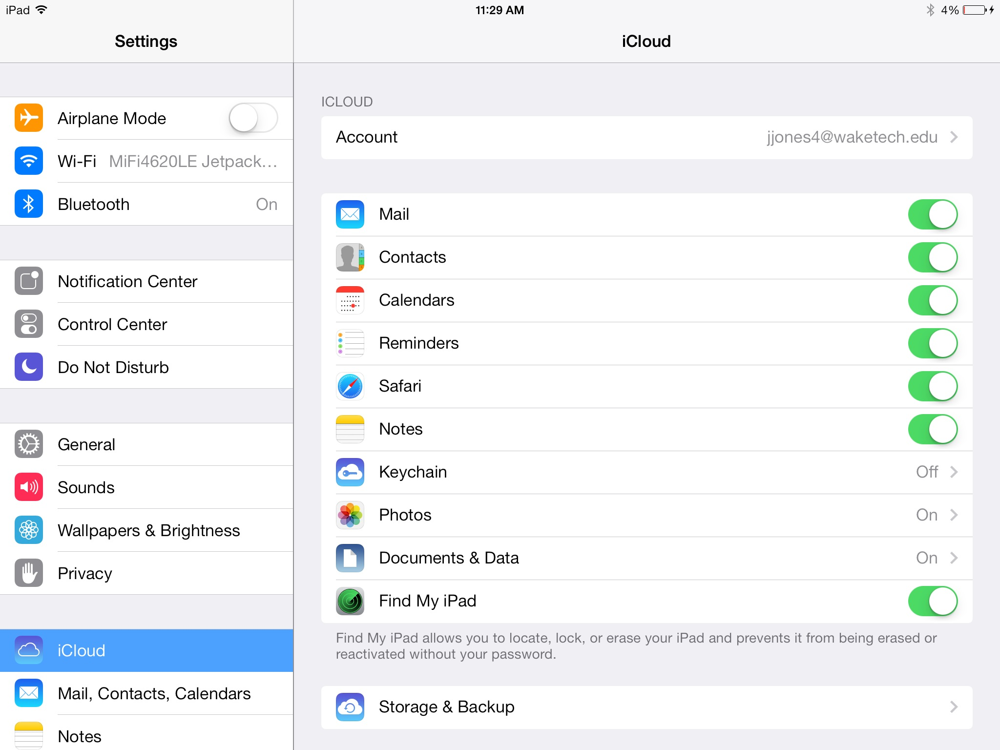 iPad
11:29 AM
4%
Settings
Airplane Mode
Wi-Fi MiFi4620LE Jetpack...
Bluetooth On
Notification Center
Control Center
Do Not Disturb
General
Sounds
Wallpapers & Brightness
Privacy
iCloud
Mail, Contacts, Calendars
Notes
iCloud
ICLOUD
Account jjones4@waketech.edu
Mail
Contacts
Calendars
Reminders
Safari
Notes
Keychain Off
Photos On
Documents & Data On
Find My iPad
Find My iPad allows you to locate, lock, or erase your iPad and prevents it from being erased or
reactivated without your password.
Storage & Backup